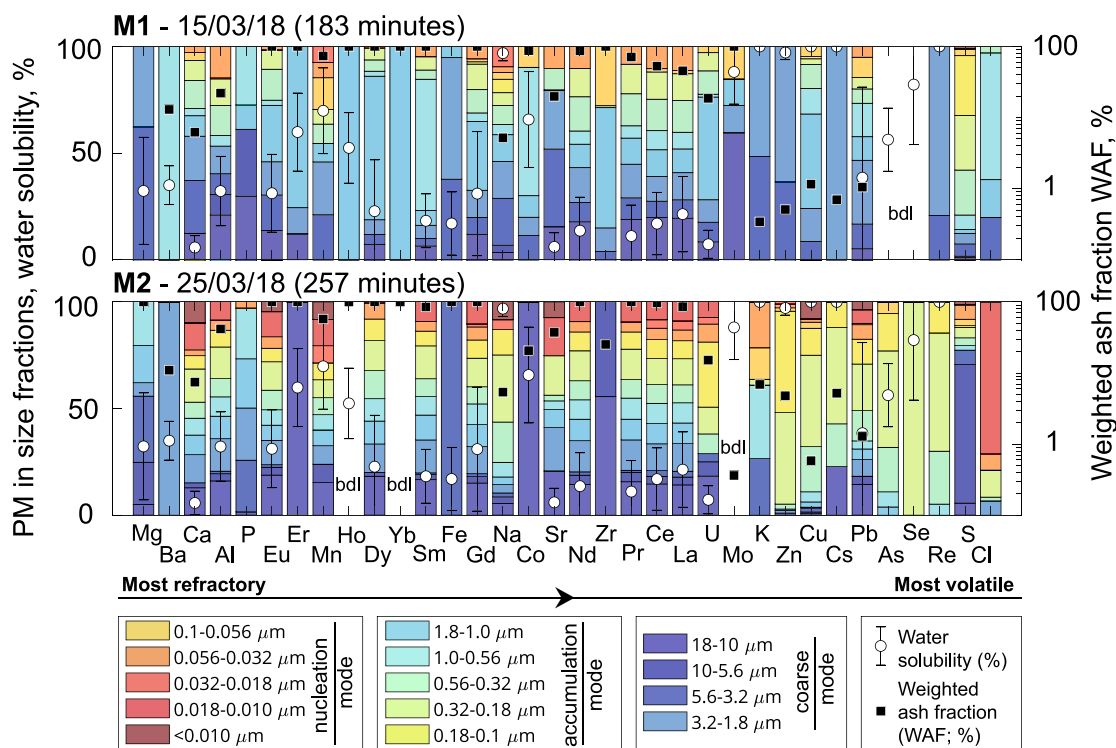 M1 - 15/03/18 (183 minutes)
PM in size fractions, water solubility, %
Weighted ash fraction WAF, %
100
50
0
100
1
bdl
M2 - 25/03/18 (257 minutes)
100
50
0
100
1
bdl
bdl
bdl
Mg Ca P Er Ho Yb Fe Na Sr Zr Ce U K Cu Pb Se S
Ba Al Eu Mn Dy Sm Gd Co Nd Pr La Mo Zn Cs As Re Cl
Most refractory
Most volatile
0.1-0.056 μm
0.056-0.032 μm
0.032-0.018 μm
0.018-0.010 μm
<0.010 μm
nucleation
mode
1.8-1.0 μm
1.0-0.56 μm
0.56-0.32 μm
0.32-0.18 μm
0.18-0.1 μm
accumulation
mode
18-10 μm
10-5.6 μm
5.6-3.2 μm
3.2-1.8 μm
coarse
mode
Water
solubility (%)
Weighted
ash fraction
(WAF; %)